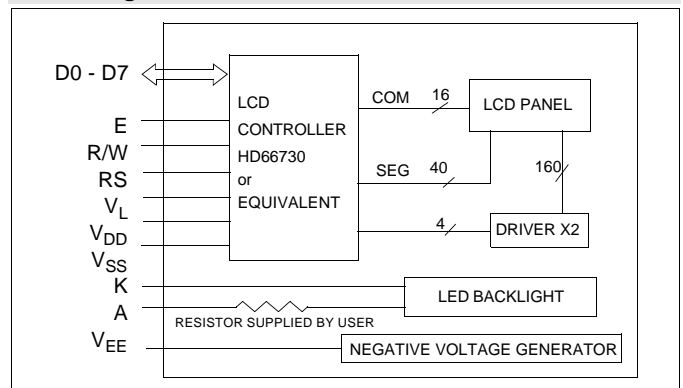 D0 - D7
E
R/W
RS
VL
VDD
VSS
K
A
VEE
LCD
CONTROLLER
HD66730
or
EQUIVALENT
COM 16
SEG 40
4
LCD PANEL
160
DRIVER X2
LED BACKLIGHT
RESISTOR SUPPLIED BY USER
NEGATIVE VOLTAGE GENERATOR